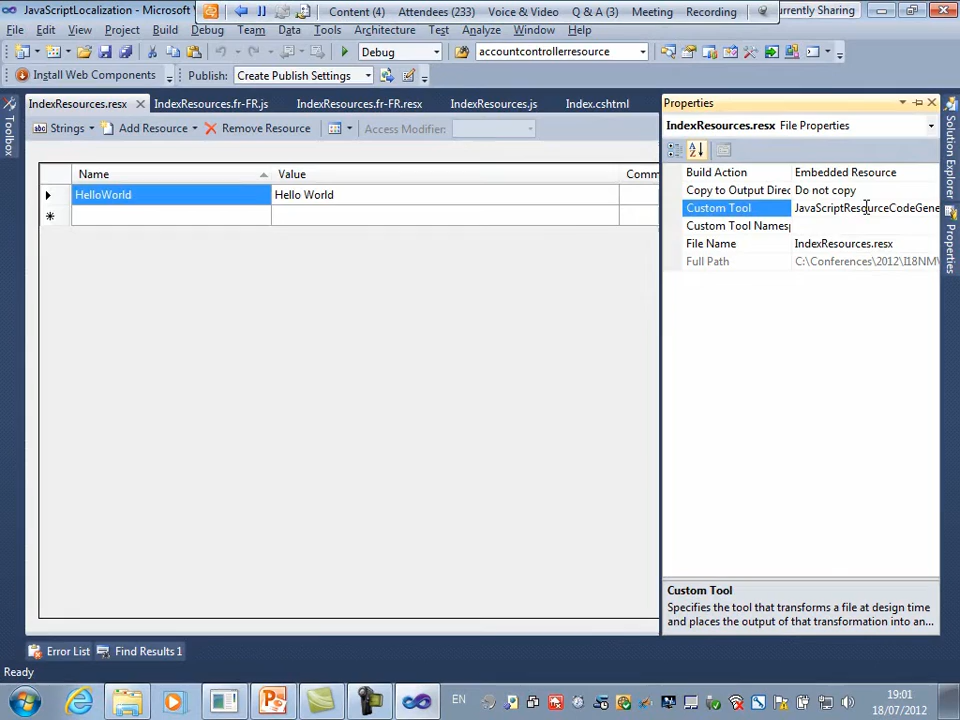 JavaScriptLocalization - Microsoft
Content (4) Attendees (233) Voice & Video Q & A (3) Meeting Recording
urrently Sharing
File Edit View Project Build Debug Team Data Tools Architecture Test Analyze Window Help
Debug accountcontrollerresource
Install Web Components Publish: Create Publish Settings
IndexResources.resx IndexResources.fr-FR.js IndexResources.fr-FR.resx IndexResources.js Index.cshtml
Strings Add Resource Remove Resource Access Modifier:
Name Value Comm
HelloWorld Hello World
Properties
IndexResources.resx File Properties
Build Action Embedded Resource
Copy to Output Direc Do not copy
Custom Tool JavaScriptResourceCodeGene
Custom Tool Namesp
File Name IndexResources.resx
Full Path C:\Conferences\2012\I18NM\
Custom Tool
Specifies the tool that transforms a file at design time
and places the output of that transformation into an...
Toolbox
Solution Explorer
Properties
Error List Find Results 1
Ready
EN
19:01
18/07/2012